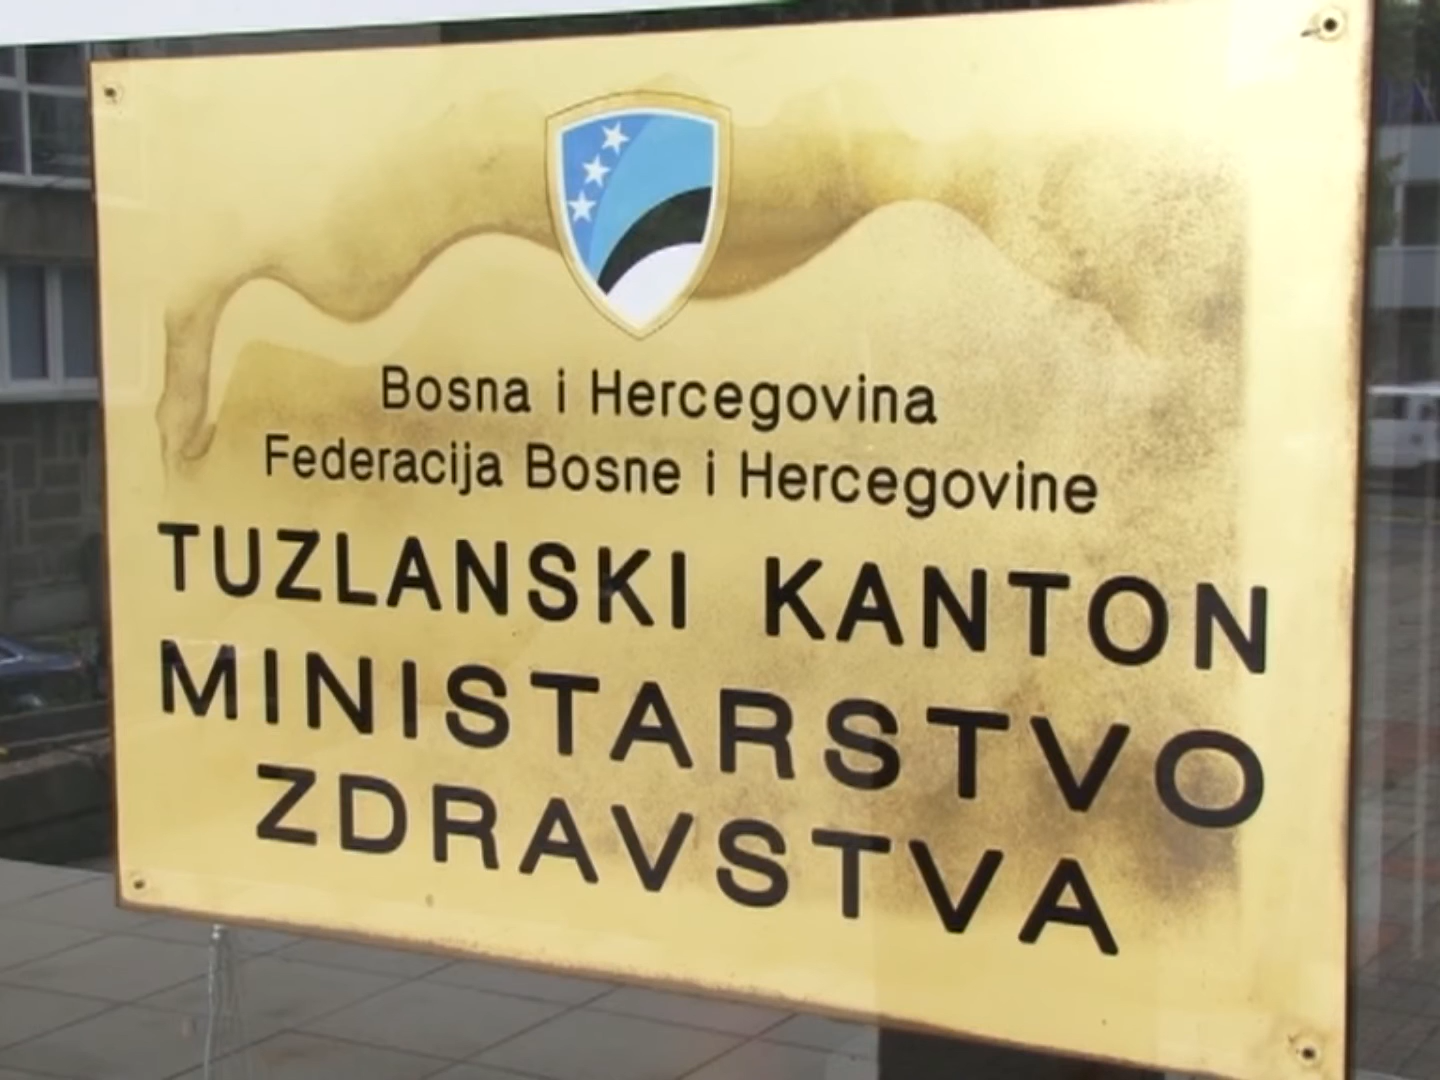 Bosna i Hercegovina
Federacija Bosne i Hercegovine
TUZLANSKI KANTON
MINISTARSTVO
ZDRAVSTVA